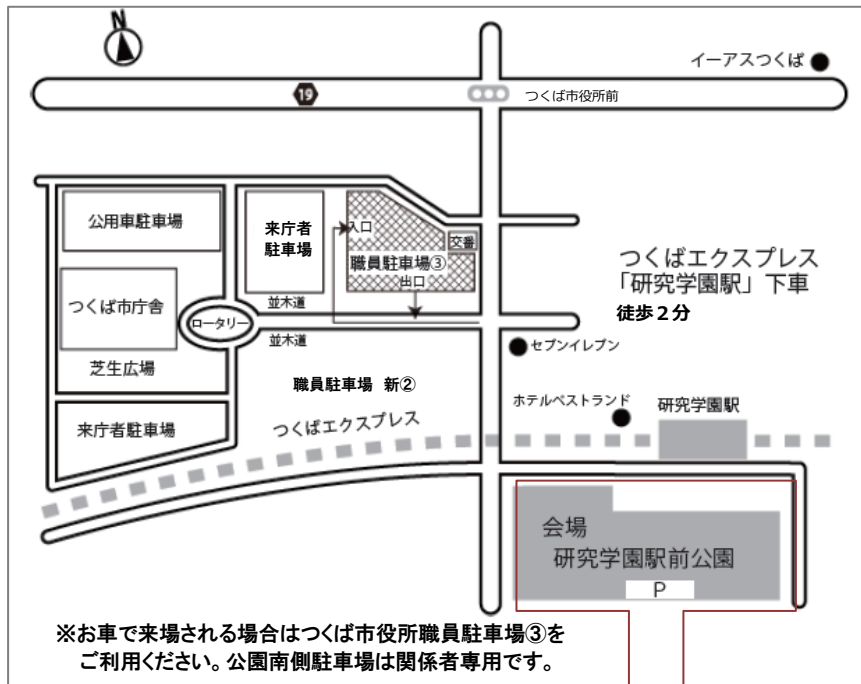 N
イーアスつくば
19
つくば市役所前
公用車駐車場
来庁者
駐車場
入口
交番
職員駐車場③
出口
つくばエクスプレス
「研究学園駅」下車
徒歩2分
つくば市庁舎
並木道
ロータリー
並木道
セブンイレブン
芝生広場
職員駐車場 新②
ホテルベストランド
研究学園駅
来庁者駐車場
つくばエクスプレス
会場
研究学園駅前公園
P
※お車で来場される場合はつくば市役所職員駐車場③を
ご利用ください。公園南側駐車場は関係者専用です。